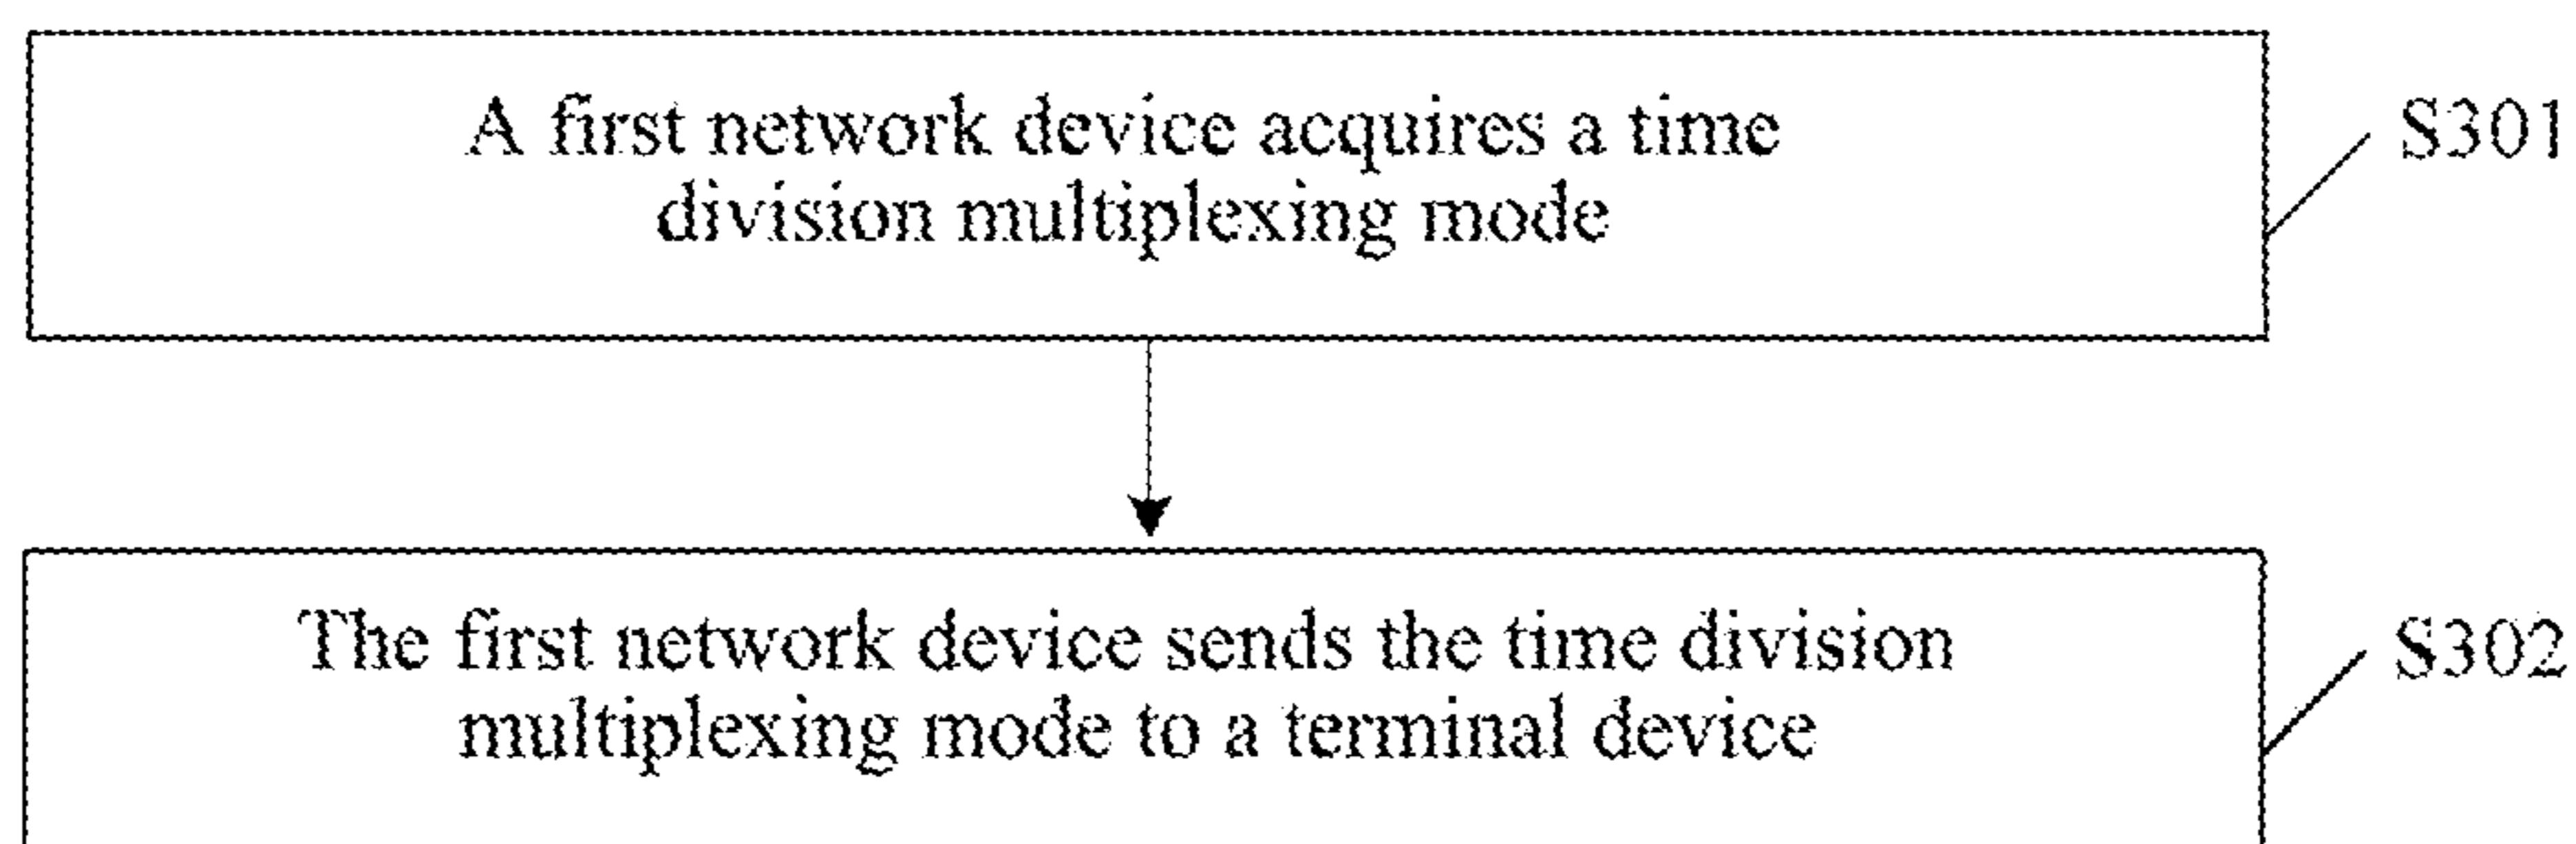 A first network device acquires a time
division multiplexing mode
S301
The first network device sends the time division
multiplexing mode to a terminal device
S302